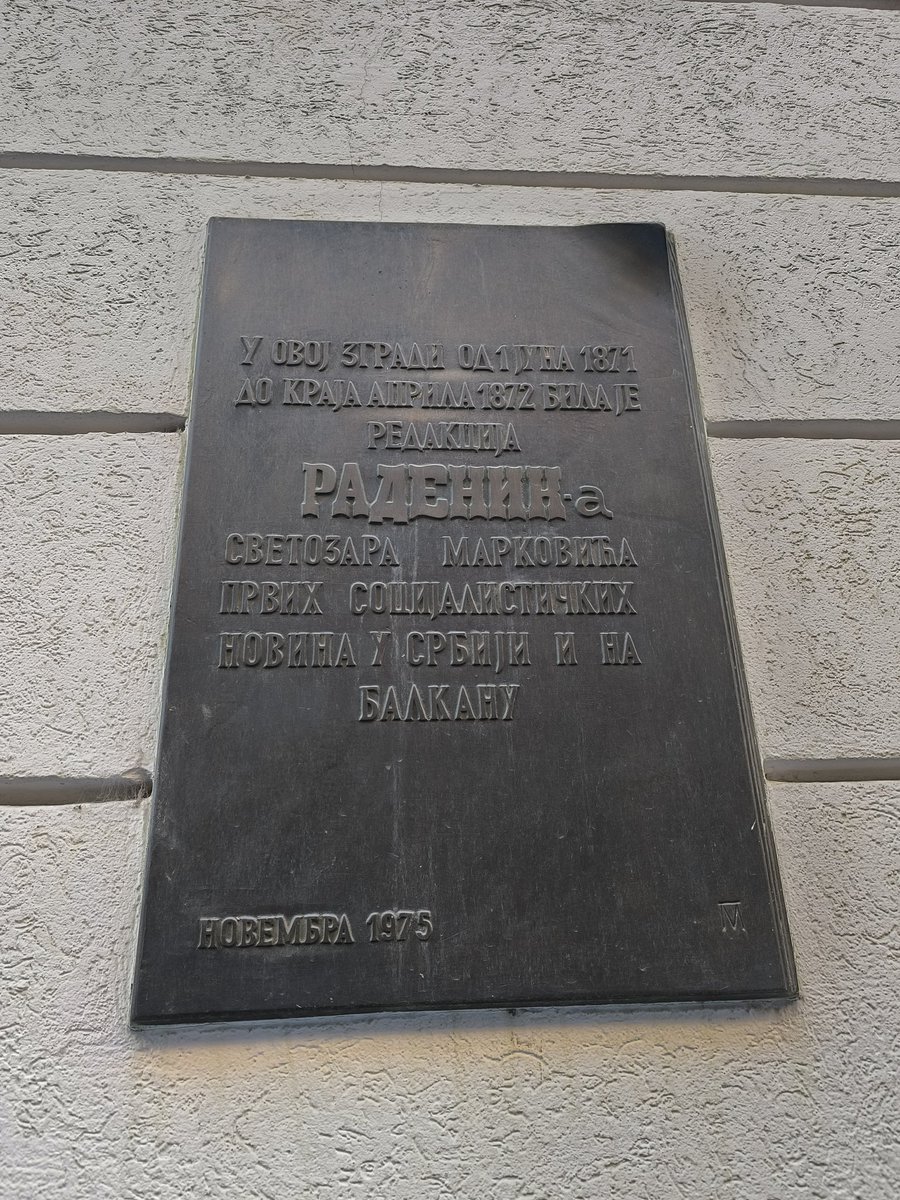 У ОВОЈ ЗГРАДИ ОД 1 ЈУНА 1871
ДО КРАЈА АПРИЛА 1872 БИЛА ЈЕ
РЕДАКЦИЈА
РАДЕНИК-а
СВЕТОЗАРА МАРКОВИЋА
ПРВИХ СОЦИЈАЛИСТИЧКИХ
НОВИНА У СРБИЈИ И НА
БАЛКАНУ
НОВЕМБРА 1975